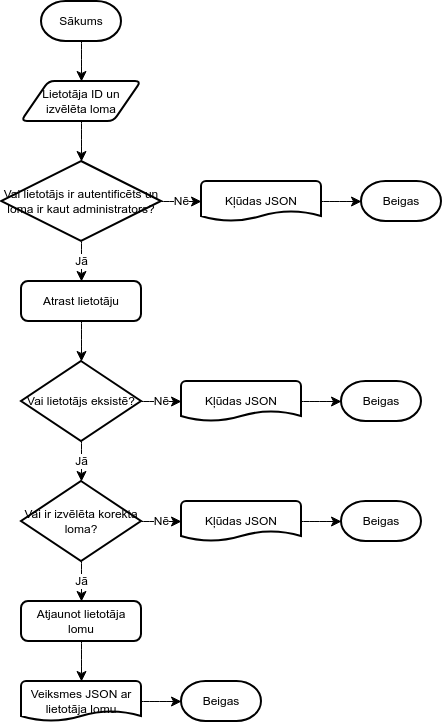 Sākums
Lietotāja ID un
izvēlēta loma
Vai lietotājs ir autentificēts un
loma ir kaut administrators?
Nē
Kļūdas JSON
Beigas
Jā
Atrast lietotāju
Vai lietotājs eksistē?
Nē
Kļūdas JSON
Beigas
Jā
Vai ir izvēlēta korekta
loma?
Nē
Kļūdas JSON
Beigas
Jā
Atjaunot lietotāja
lomu
Veiksmes JSON ar
lietotāja lomu
Beigas